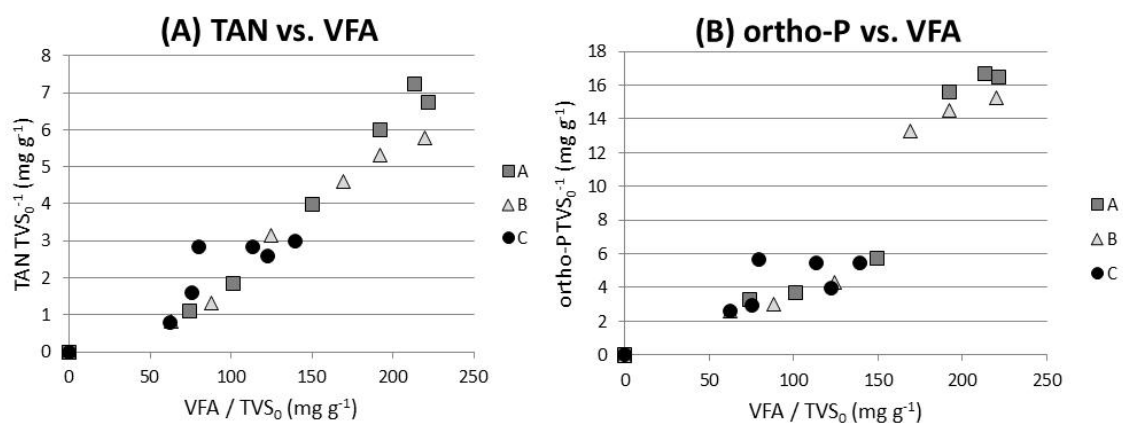 (A) TAN vs. VFA
TAN TVS₀⁻¹ (mg g⁻¹)
8
7
6
5
4
3
2
1
0
0 50 100 150 200 250
VFA / TVS₀ (mg g⁻¹)
A
B
C
(B) ortho-P vs. VFA
ortho-PTVS₀⁻¹ (mg g⁻¹)
18
16
14
12
10
8
6
4
2
0
0 50 100 150 200 250
VFA / TVS₀ (mg g⁻¹)
A
B
C